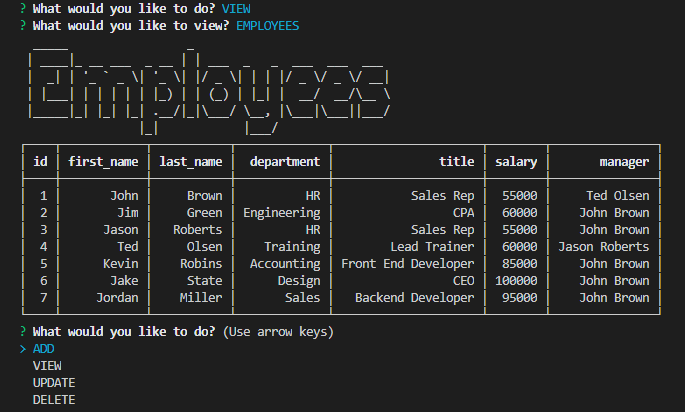 ? What would you like to do? VIEW
? What would you like to view? EMPLOYEES
Employees
id | first_name | last_name | department | title | salary | manager
1 | John | Brown | HR | Sales Rep | 55000 | Ted Olsen
2 | Jim | Green | Engineering | CPA | 60000 | John Brown
3 | Jason | Roberts | HR | Sales Rep | 55000 | John Brown
4 | Ted | Olsen | Training | Lead Trainer | 60000 | Jason Roberts
5 | Kevin | Robins | Accounting | Front End Developer | 85000 | John Brown
6 | Jake | State | Design | CEO | 100000 | John Brown
7 | Jordan | Miller | Sales | Backend Developer | 95000 | John Brown
? What would you like to do? (Use arrow keys)
> ADD
VIEW
UPDATE
DELETE